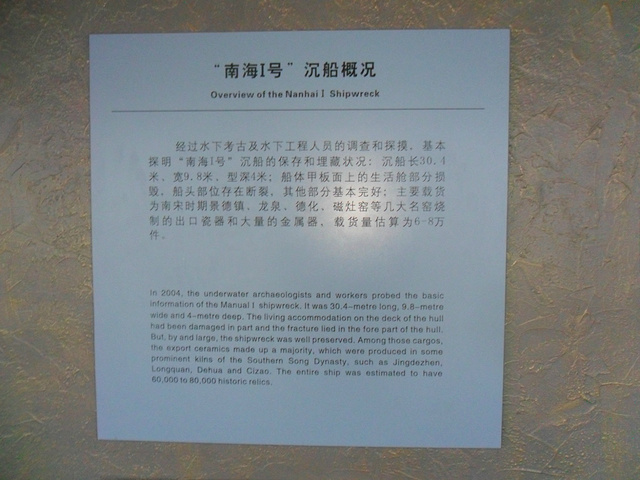 “南海I号”沉船概况
Overview of the Nanhai I Shipwreck
经过水下考古及水下工程人员的调查和探摸，基本
探明“南海I号”沉船的保存和埋藏状况：沉船长30.4
米、宽9.8米，型深4米；船体甲板面上的生活舱部分损
毁，船头部位存在断裂，其他部分基本完好；主要载货
为南宋时期景德镇、龙泉、德化、磁灶窑等几大名窑烧
制的出口瓷器和大量的金属器，载货量估算为6-8万
件。
In 2004, the underwater archaeologists and workers probed the basic
information of the Manual I shipwreck. It was 30.4-metre long, 9.8-metre
wide and 4-metre deep. The living accommodation on the deck of the hull
had been damaged in part and the fracture lied in the fore part of the hull.
But, by and large, the shipwreck was well preserved. Among those cargos,
the export ceramics made up a majority, which were produced in some
prominent kilns of the Southern Song Dynasty, such as Jingdezhen,
Longquan, Dehua and Cizao. The entire ship was estimated to have
60,000 to 80,000 historic relics.